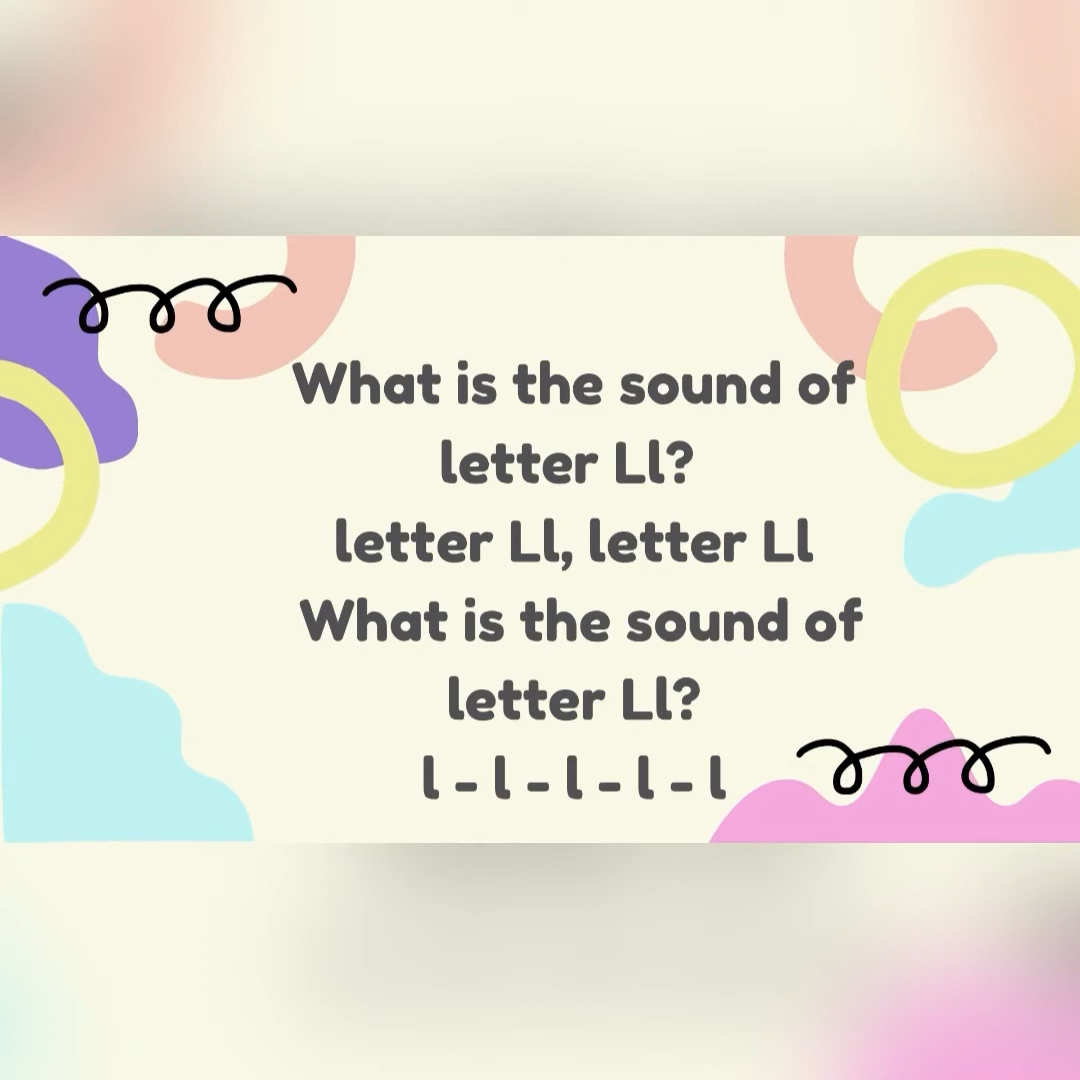 What is the sound of
letter Ll?
letter Ll, letter Ll
What is the sound of
letter Ll?
l - l - l - l - l